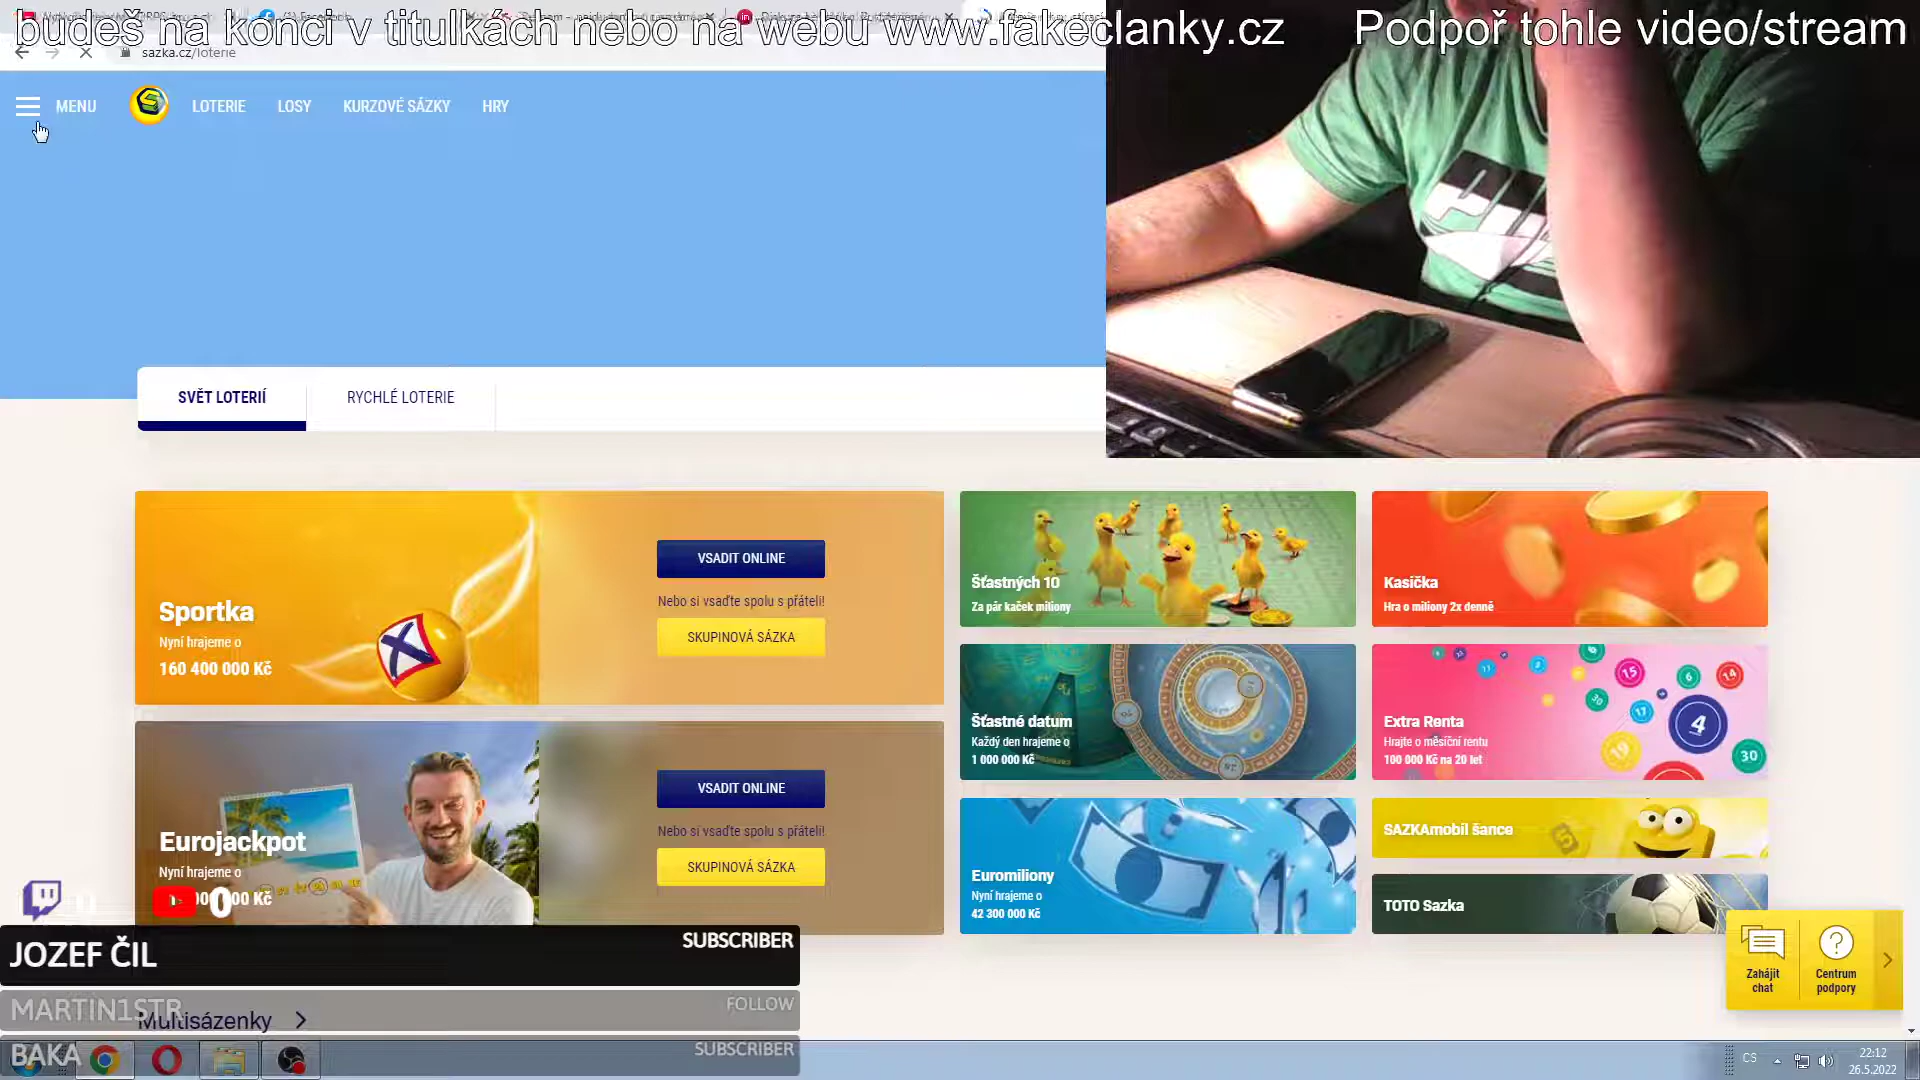 budeš na konci v titulkách nebo na webu www.fakeclanky.cz Podpoř tohle video/stream
sazka.cz/loterie
MENU LOTERIE LOSY KURZOVÉ SÁZKY HRY
SVĚT LOTERIÍ RYCHLÉ LOTERIE
Sportka
Nyní hrajeme o
160 400 000 Kč
VSADIT ONLINE
Nebo si vsaďte spolu s přáteli!
SKUPINOVÁ SÁZKA
Šťastných 10
Za pár kaček miliony
Kasička
Hra o miliony 2x denně
Šťastné datum
Každý den hrajeme o
1 000 000 Kč
Extra Renta
Hrajte o měsíční rentu
100 000 Kč na 20 let
Eurojackpot
Nyní hrajeme o
VSADIT ONLINE
Nebo si vsaďte spolu s přáteli!
SKUPINOVÁ SÁZKA
Euromiliony
Nyní hrajeme o
42 300 000 Kč
SAZKAmobil šance
TOTO Sazka
Zahájit
chat
Centrum
podpory
0 0
JOZEF ČIL SUBSCRIBER
MARTIN1STR FOLLOW
Multisázenky
BAKA SUBSCRIBER
CS
22:12
26.5.2022